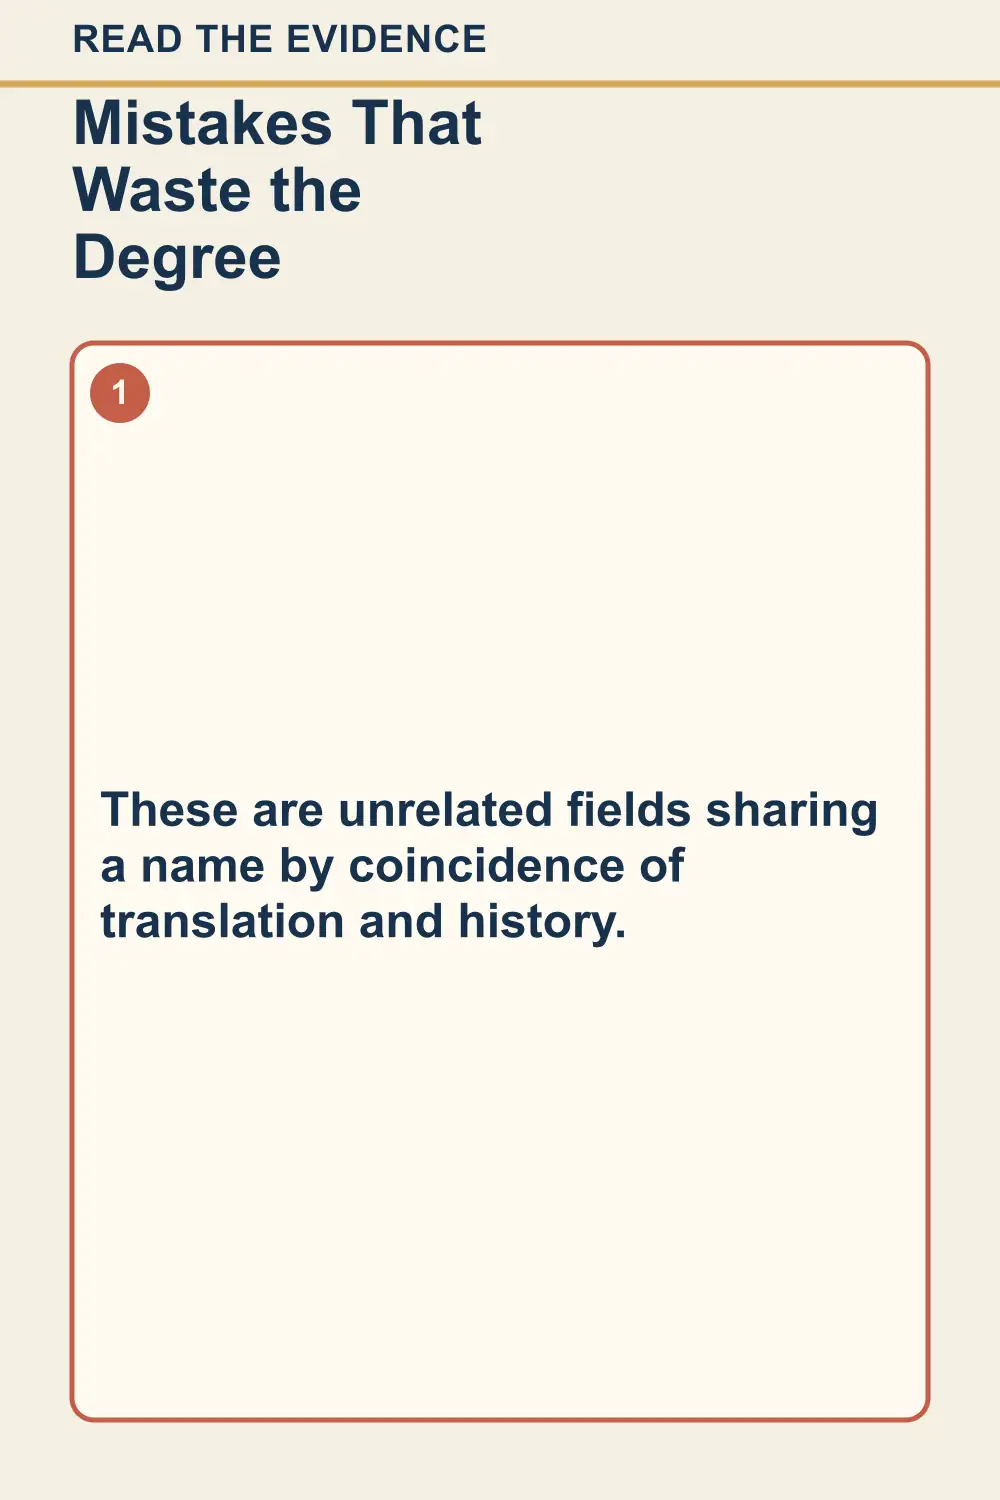 READ THE EVIDENCE
Mistakes That
Waste the
Degree
1
These are unrelated fields sharing
a name by coincidence of
translation and history.